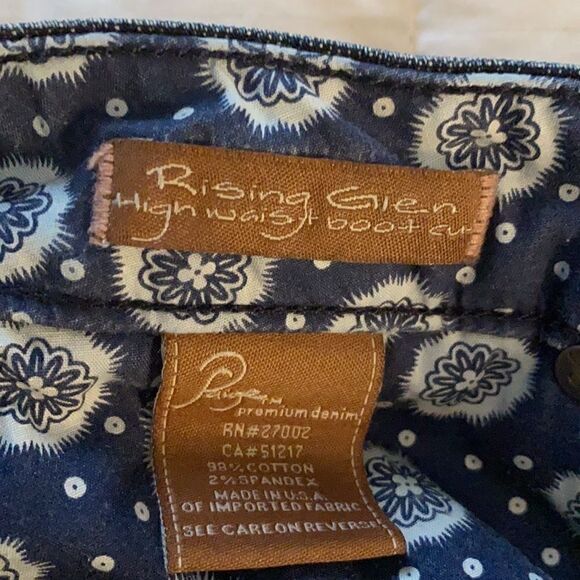 Rising Glen
High waist boot cut
Paige TM
premium denim!
RN#27002
CA#51217
98% COTTON
2% SPANDEX
MADE IN U.S.A.
OF IMPORTED FABRIC
SEE CARE ON REVERSE